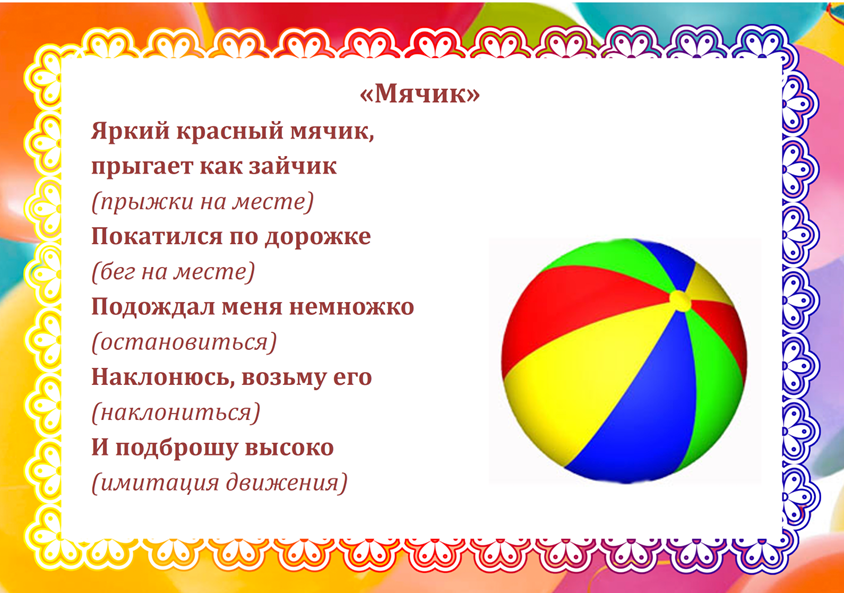 «Мячик»
Яркий красный мячик,
прыгает как зайчик
(прыжки на месте)
Покатился по дорожке
(бег на месте)
Подождал меня немножко
(остановиться)
Наклонюсь, возьму его
(наклониться)
И подброшу высоко
(имитация движения)